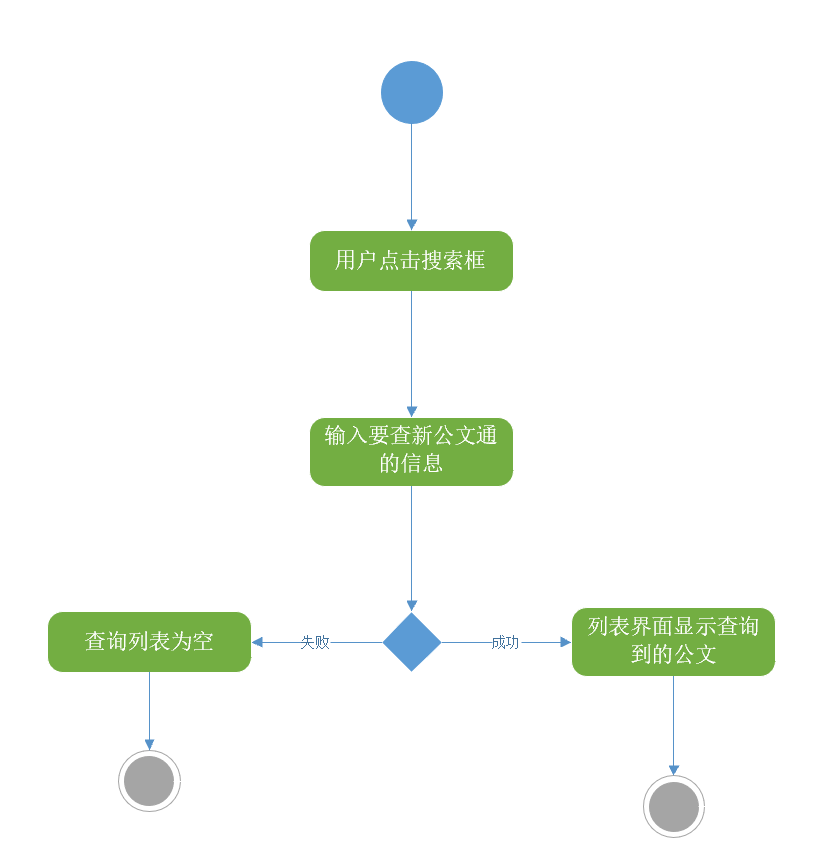 用户点击搜索框
输入要查新公文通
的信息
查询列表为空
失败
成功
列表界面显示查询
到的公文